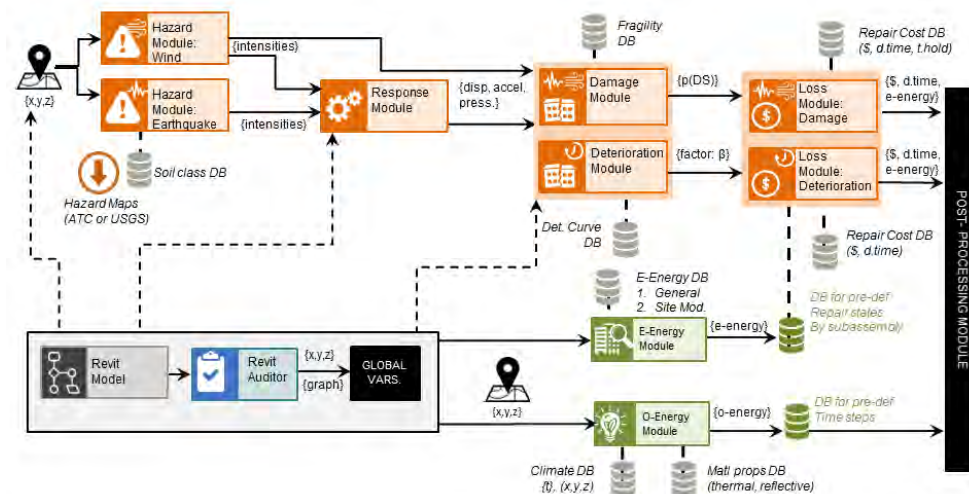 Hazard
Module:
Wind
{x,y,z}
{intensities}
Hazard
Module:
Earthquake
{intensities}
Hazard Maps
(ATC or USGS)
Soil class DB
Response
Module
{disp, accel,
press.}
Fragility
DB
Damage
Module
{p(DS)}
Deterioration
Module
{factor: β}
Det. Curve
DB
Repair Cost DB
($, d.time, t.hold)
Loss
Module:
Damage
{$, d.time,
e-energy}
Loss
Module:
Deterioration
{$, d.time,
e-energy}
Repair Cost DB
($, d.time)
POST- PROCESSING MODULE
Revit
Model
Revit
Auditor
{x,y,z}
{graph}
GLOBAL
VARS.
E-Energy DB
1. General
2. Site Mod.
E-Energy
Module
{e-energy}
DB for pre-def
Repair states
By subassembly
{x,y,z}
O-Energy
Module
{o-energy}
DB for pre-def
Time steps
Climate DB
{t}, (x,y,z)
Matl props DB
(thermal, reflective)